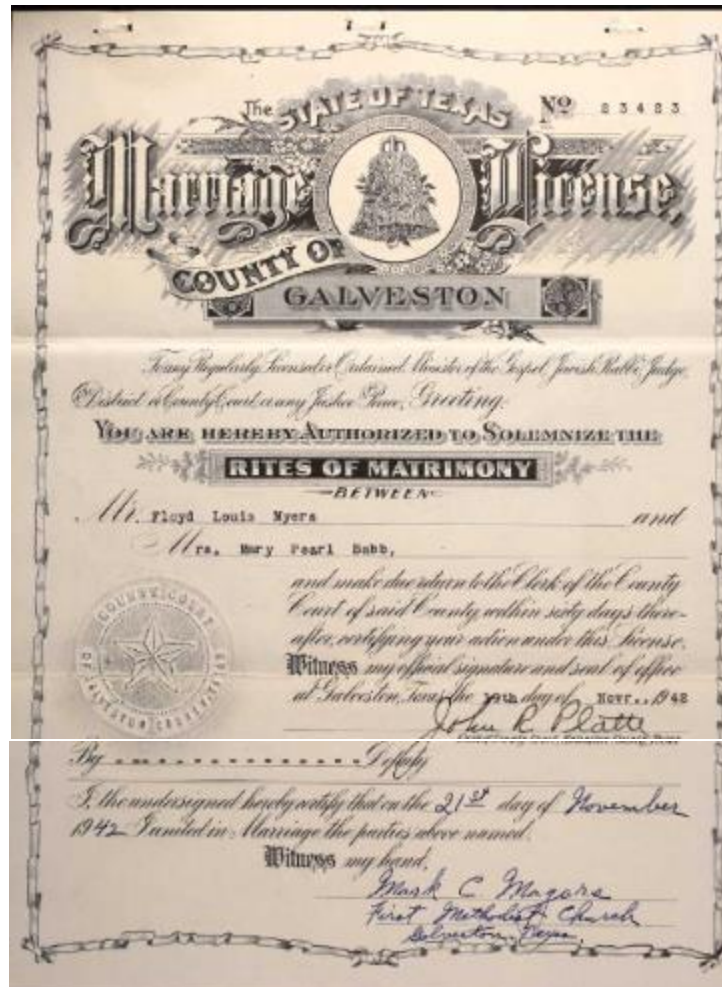 The STATE OF TEXAS No 23423
Marriage License,
COUNTY OF
GALVESTON
To any Regularly Licensed or Ordained Minister of the Gospel, Jewish Rabbi, Judge
of District or County Court, or any Justice Peace, Greeting:
YOU ARE HEREBY AUTHORIZED TO SOLEMNIZE THE
RITES OF MATRIMONY
BETWEEN
Mr. Floyd Louis Myers and
Mrs. Mary Pearl Babb,
and make due return to the Clerk of the County
Court of said County within sixty days there-
after, certifying your action under this License.
Witness my official signature and seal of office
at Galveston, Texas, the 19th day of Novr., 1942
COUNTY COURT
John R. Platte
By Deputy
I, the undersigned hereby certify that on the 21st day of November
1942 I united in Marriage the parties above named.
Witness my hand,
Mark C
First Methodist Church
Galveston, Texas